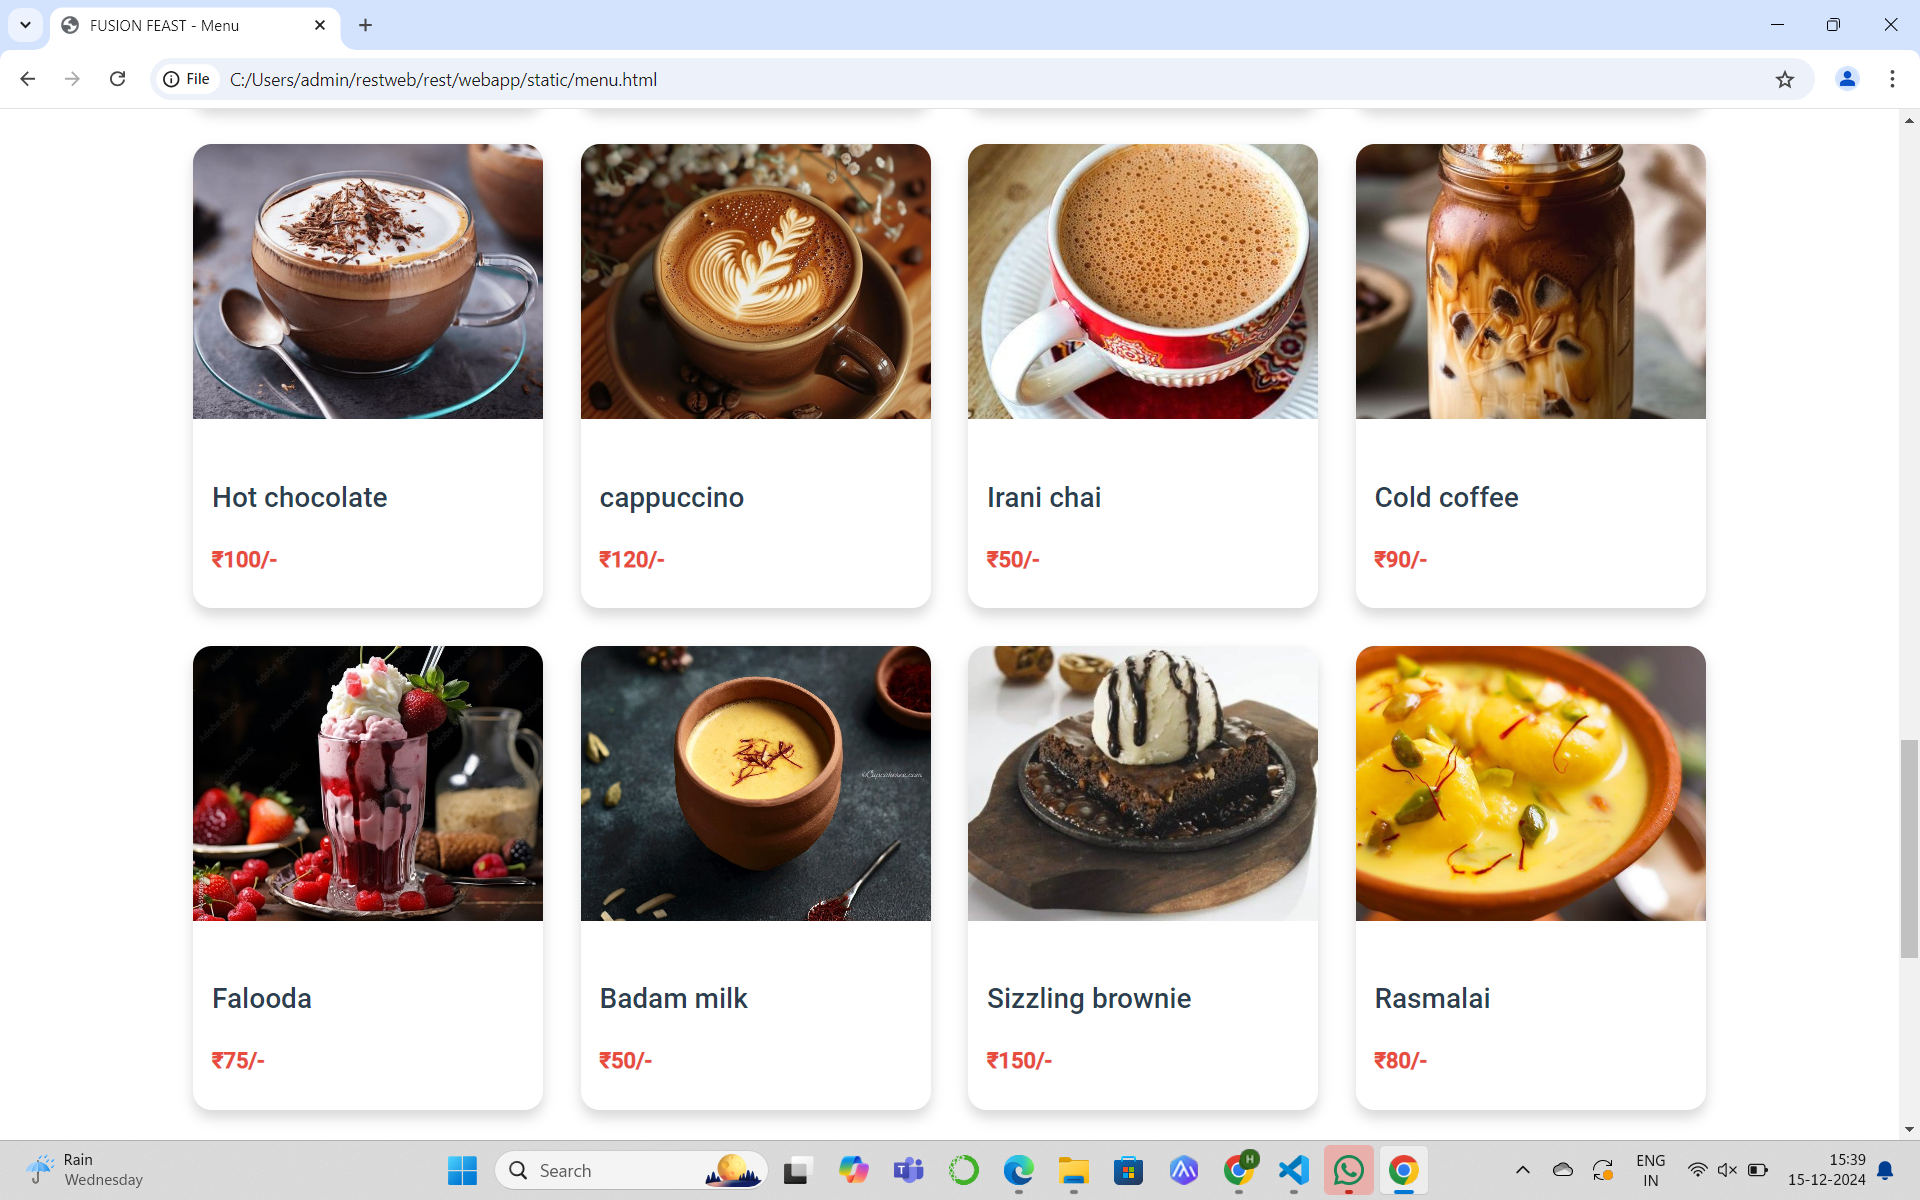 FUSION FEAST - Menu
File
C:/Users/admin/restweb/rest/webapp/static/menu.html
Hot chocolate
cappuccino
Irani chai
Cold coffee
₹100/-
₹120/-
₹50/-
₹90/-
Falooda
Badam milk
Sizzling brownie
Rasmalai
₹75/-
₹50/-
₹150/-
₹80/-
Rain
Wednesday
Search
H
ENG
IN
15:39
15-12-2024